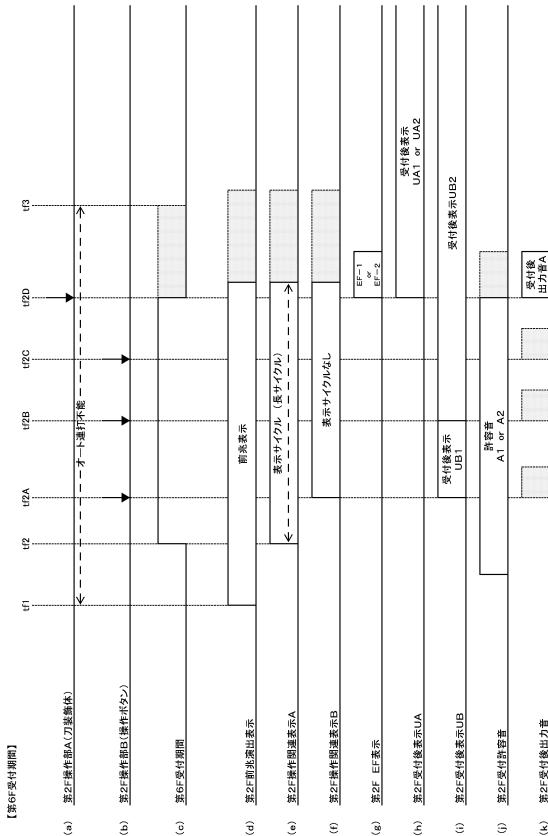 【第6F受付期間】
tf1
tf2
tf2A
tf2B
tf2C
tf2D
tf3
(a) 第2F操作部A(刀装飾体)
オート連打不能
(b) 第2F操作部B(操作ボタン)
(c) 第6F受付期間
(d) 第2F前兆演出表示
前兆表示
(e) 第2F操作関連表示A
表示サイクル (長サイクル)
(f) 第2F操作関連表示B
表示サイクルなし
(g) 第2F EF表示
EF-1
or
EF-2
(h) 第2F受付後表示UA
受付後表示
UA1 or UA2
(i) 第2F受付後表示UB
受付後表示
UB1
受付後表示UB2
(j) 第2F受付許容音
許容音
A1 or A2
(k) 第2F受付後出力音
受付後
出力音A